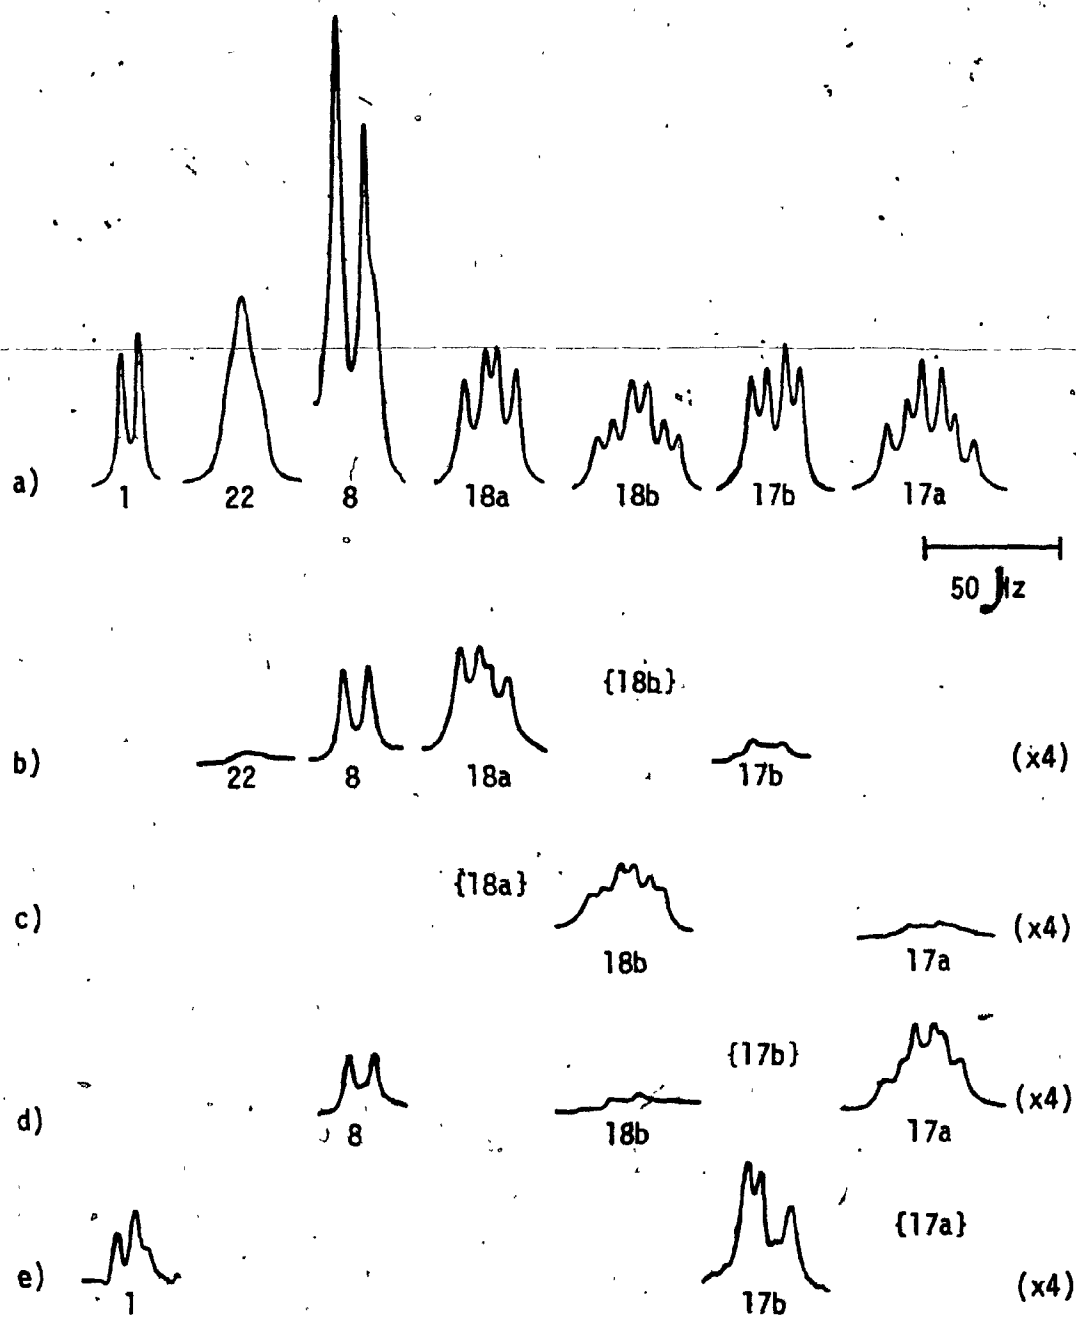 a) 1 22 8 18a 18b 17b 17a
50 Hz
{18b}
b) 22 8 18a 17b (x4)
{18a}
c) 18b 17a (x4)
{17b}
d) 8 18b 17a (x4)
{17a}
e) 1 17b (x4)